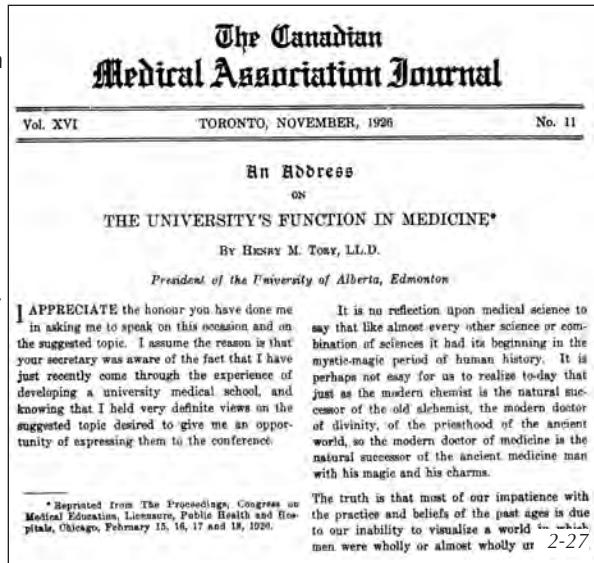 The Canadian
Medical Association Journal
Vol. XVI TORONTO, NOVEMBER, 1926 No. 11
An Address
ON
THE UNIVERSITY'S FUNCTION IN MEDICINE*
BY HENRY M. TORY, LL.D.
President of the University of Alberta, Edmonton
I APPRECIATE the honour you have done me
in asking me to speak on this occasion and on
the suggested topic. I assume the reason is that
your secretary was aware of the fact that I have
just recently come through the experience of
developing a university medical school, and
knowing that I held very definite views on the
suggested topic desired to give me an oppor-
tunity of expressing them to the conference.
* Reprinted from The Proceedings, Congress on
Medical Education, Licensure, Public Health and Hos-
pitals, Chicago, February 15, 16, 17 and 18, 1926.
It is no reflection upon medical science to
say that like almost every other science or com-
bination of sciences it had its beginning in the
mystic-magic period of human history. It is
perhaps not easy for us to realize to-day that
just as the modern chemist is the natural suc-
cessor of the old alchemist, the modern doctor
of divinity, of the priesthood of the ancient
world, so the modern doctor of medicine is the
natural successor of the ancient medicine man
with his magic and his charms.
The truth is that most of our impatience with
the practice and beliefs of the past ages is due
to our inability to visualize a world in which
men were wholly or almost wholly
2-27